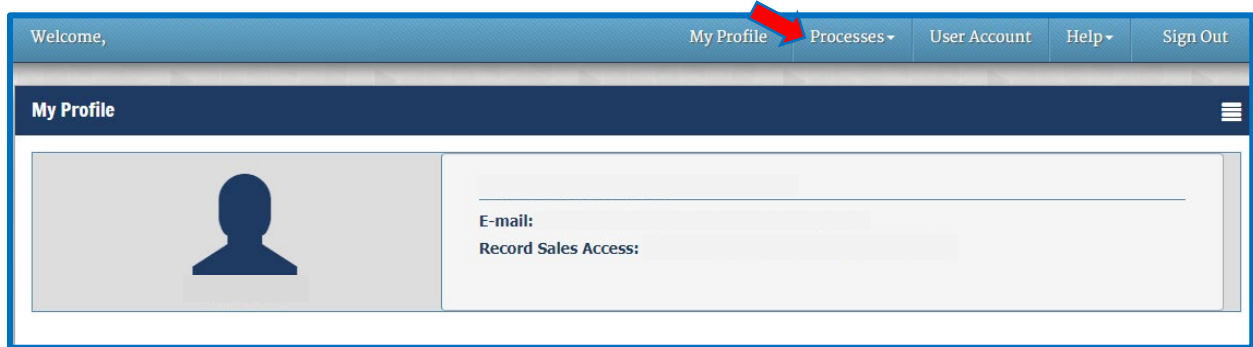 Welcome, My Profile Processes User Account Help Sign Out
My Profile
E-mail:
Record Sales Access: